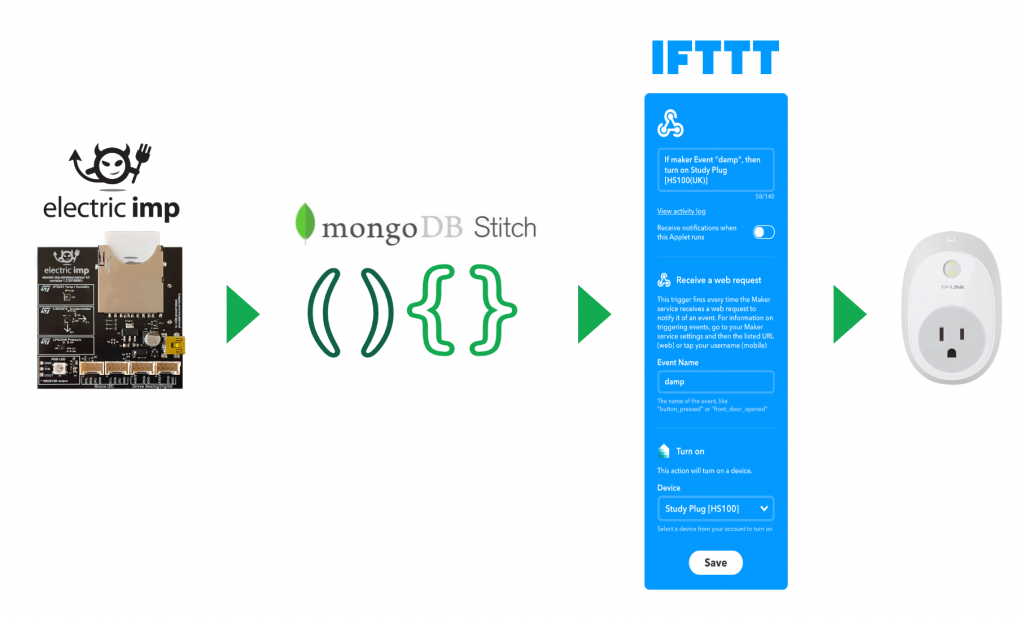 electric imp
electric imp
mongoDB Stitch
( ) { }
IFTTT
If maker Event "damp", then
turn on Study Plug
[HS100(UK)]
58/140
View activity log
Receive notifications when
this Applet runs
Receive a web request
This trigger fires every time the Maker
service receives a web request to
notify it of an event. For information on
triggering events, go to your Maker
service settings and then the listed URL
(web) or tap your username (mobile)
Event Name
damp
The name of the event, like
"button_pressed" or "front_door_opened"
Turn on
This action will turn on a device.
Device
Study Plug [HS100]
Select a device from your account to turn on
Save
TP-LINK